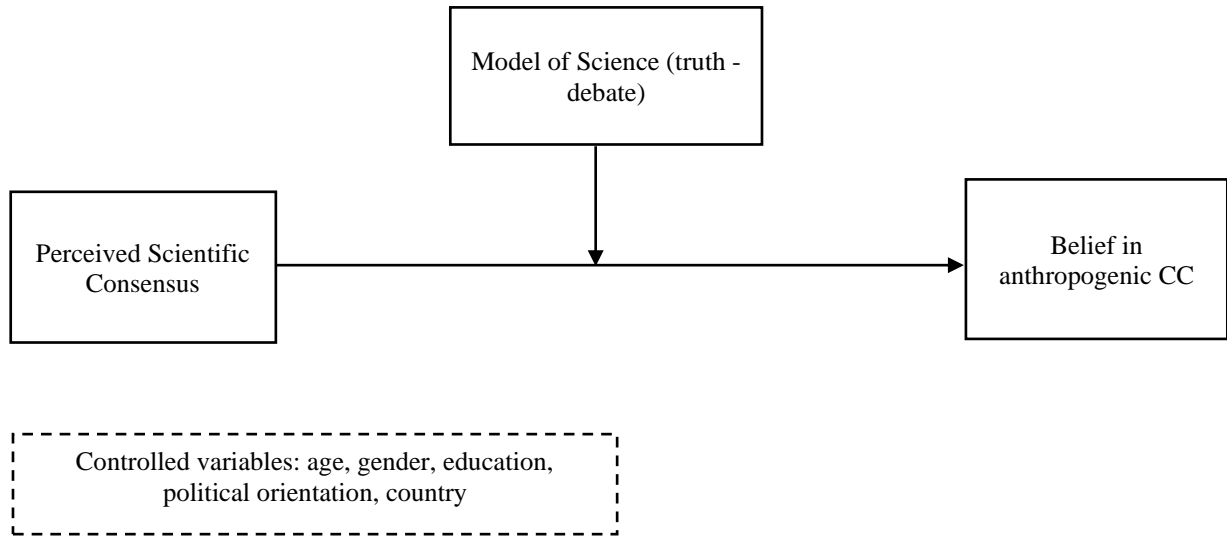 Model of Science (truth -
debate)
Perceived Scientific
Consensus
Belief in
anthropogenic CC
Controlled variables: age, gender, education,
political orientation, country